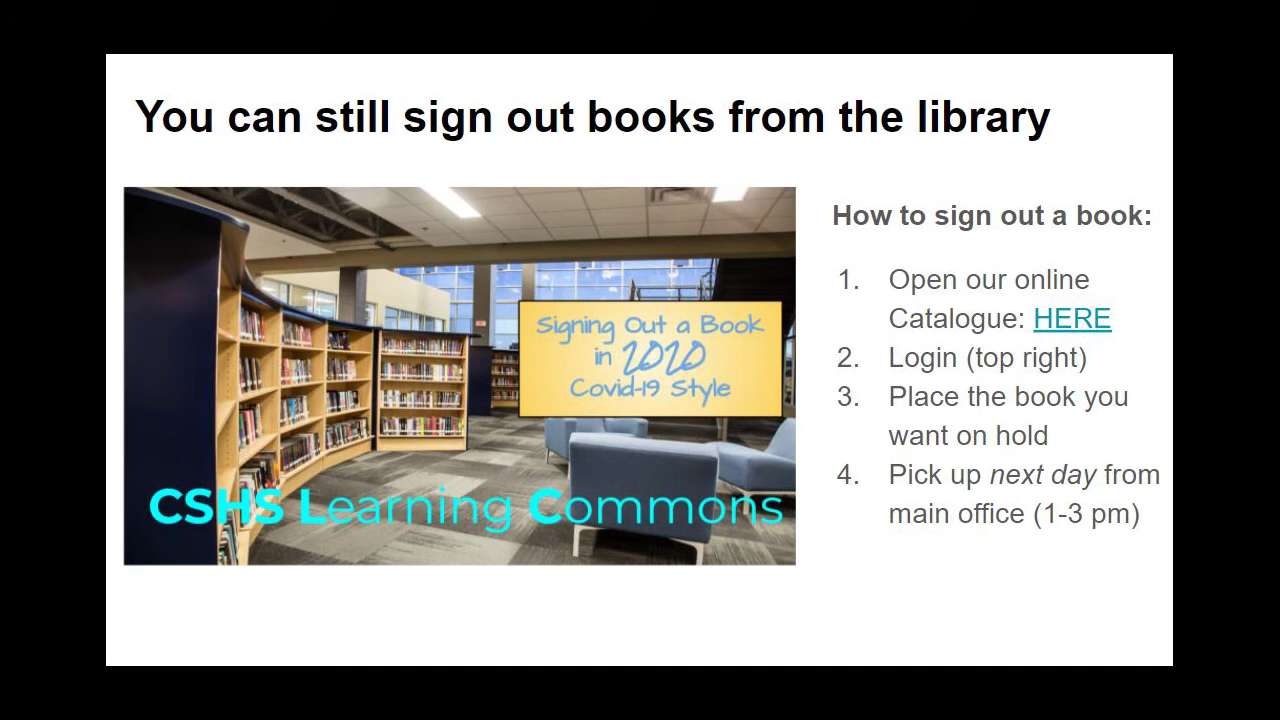 You can still sign out books from the library
Signing Out a Book
in 2020
Covid-19 Style
CSHS Learning Commons
How to sign out a book:
1. Open our online
Catalogue: HERE
2. Login (top right)
3. Place the book you
want on hold
4. Pick up next day from
main office (1-3 pm)